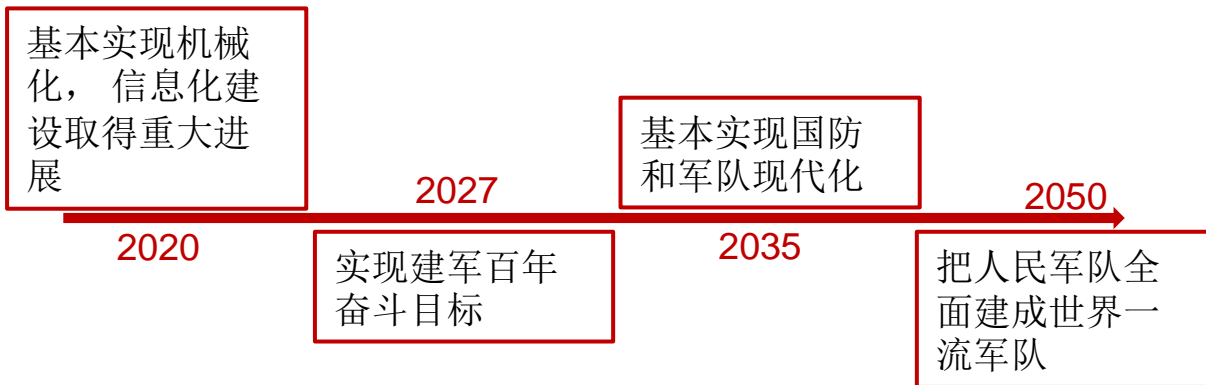 基本实现机械
化， 信息化建
设取得重大进
展
2020
2027
实现建军百年
奋斗目标
基本实现国防
和军队现代化
2035
2050
把人民军队全
面建成世界一
流军队